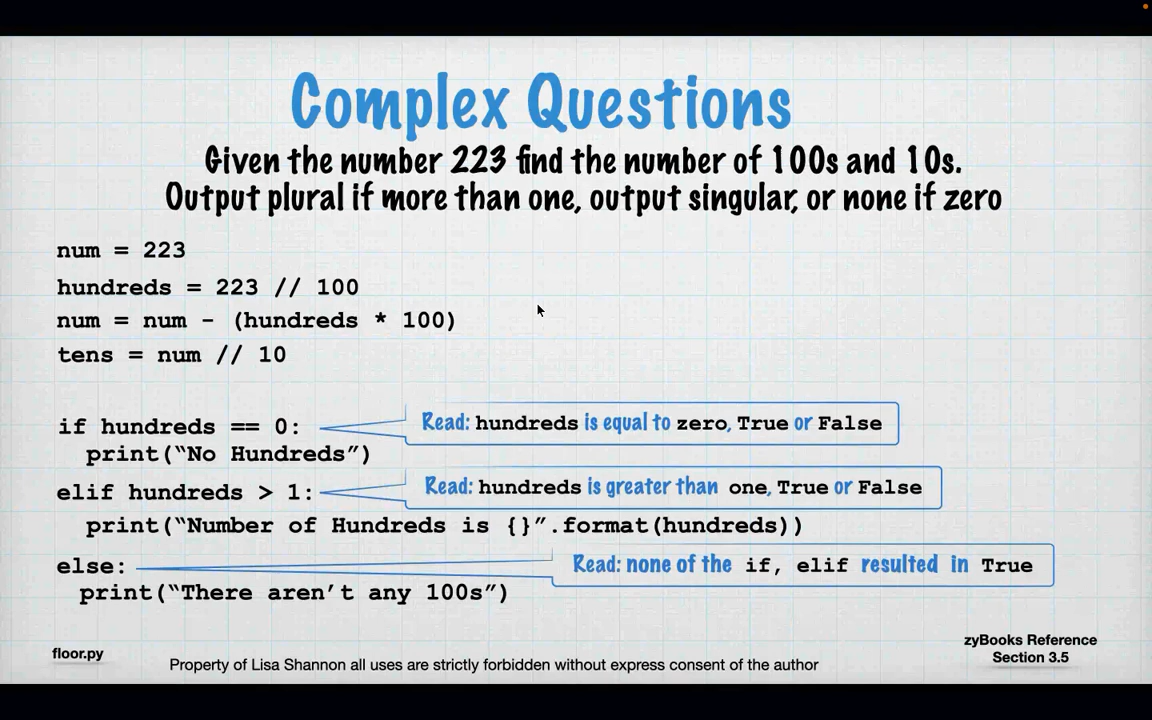 Complex Questions
Given the number 223 find the number of 100s and 10s.
Output plural if more than one, output singular, or none if zero
num = 223
hundreds = 223 // 100
num = num - (hundreds * 100)
tens = num // 10
if hundreds == 0:
Read: hundreds is equal to zero, True or False
print(“No Hundreds”)
elif hundreds > 1:
Read: hundreds is greater than one, True or False
print(“Number of Hundreds is {}”.format(hundreds))
else:
Read: none of the if, elif resulted in True
print(“There aren’t any 100s”)
floor.py
Property of Lisa Shannon all uses are strictly forbidden without express consent of the author
zyBooks Reference
Section 3.5